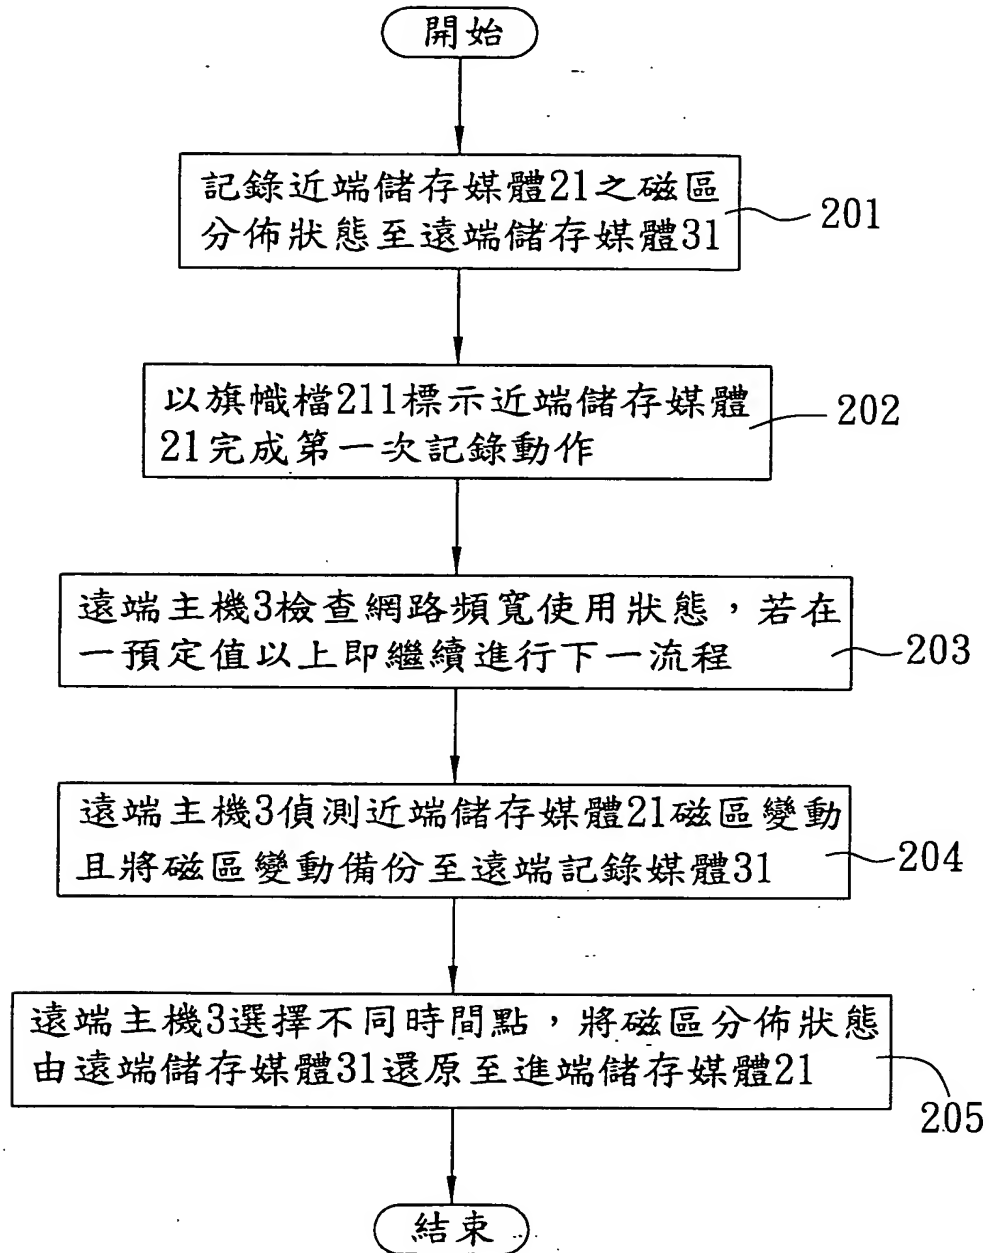 開始
記錄近端儲存媒體21之磁區
分佈狀態至遠端儲存媒體31
201
以旗幟檔211標示近端儲存媒體
21完成第一次記錄動作
202
遠端主機3檢查網路頻寬使用狀態，若在
一預定值以上即繼續進行下一流程
203
遠端主機3偵測近端儲存媒體21磁區變動
且將磁區變動備份至遠端記錄媒體31
204
遠端主機3選擇不同時間點，將磁區分佈狀態
由遠端儲存媒體31還原至進端儲存媒體21
205
結束